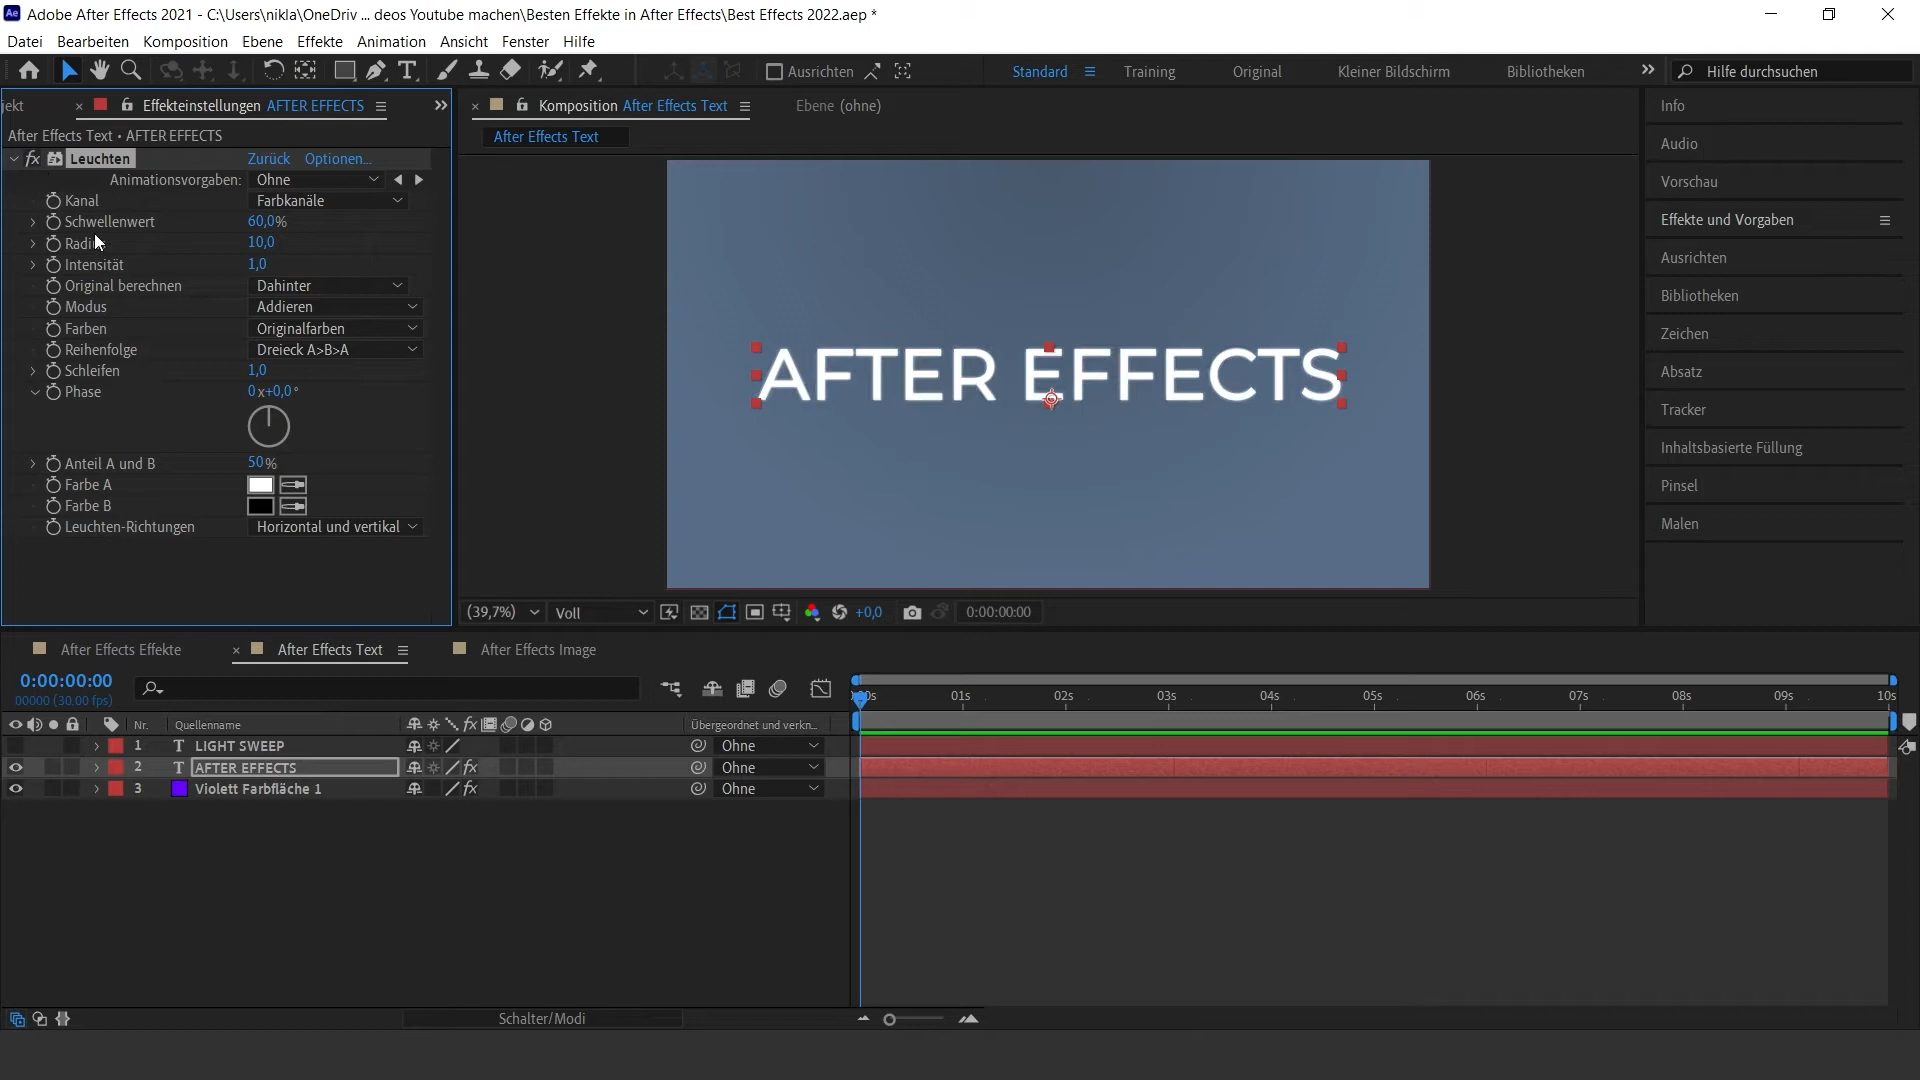 Adobe After Effects 2021 - C:\Users\nikla\OneDriv ... deos Youtube machen\Besten Effekte in After Effects\Best Effects 2022.aep *
Datei Bearbeiten Komposition Ebene Effekte Animation Ansicht Fenster Hilfe
Ausrichten Standard Training Original Kleiner Bildschirm Bibliotheken Hilfe durchsuchen
jekt Effekteinstellungen AFTER EFFECTS
Komposition After Effects Text Ebene (ohne)
After Effects Text • AFTER EFFECTS
After Effects Text
Leuchten Zurück Optionen...
Animationsvorgaben: Ohne
Kanal Farbkanäle
Schwellenwert 60,0%
10,0
Intensität 1,0
Original berechnen Dahinter
Modus Addieren
Farben Originalfarben
Reihenfolge Dreieck A>B>A
Schleifen 1,0
Phase 0 x+0,0 °
Anteil A und B 50%
Farbe A
Farbe B
Leuchten-Richtungen Horizontal und vertikal
AFTER EFFECTS
(39,7%) Voll +0,0 0:00:00:00
Info
Audio
Vorschau
Effekte und Vorgaben
Ausrichten
Bibliotheken
Zeichen
Absatz
Tracker
Inhaltsbasierte Füllung
Pinsel
Malen
After Effects Effekte After Effects Text After Effects Image
0:00:00:00
00000 (30.00 fps)
01s 02s 03s 04s 05s 06s 07s 08s 09s 10s
Nr. Quellenname Übergeordnet und verkn...
1 T LIGHT SWEEP Ohne
2 T AFTER EFFECTS Ohne
3 Violett Farbfläche 1 Ohne
Schalter/Modi